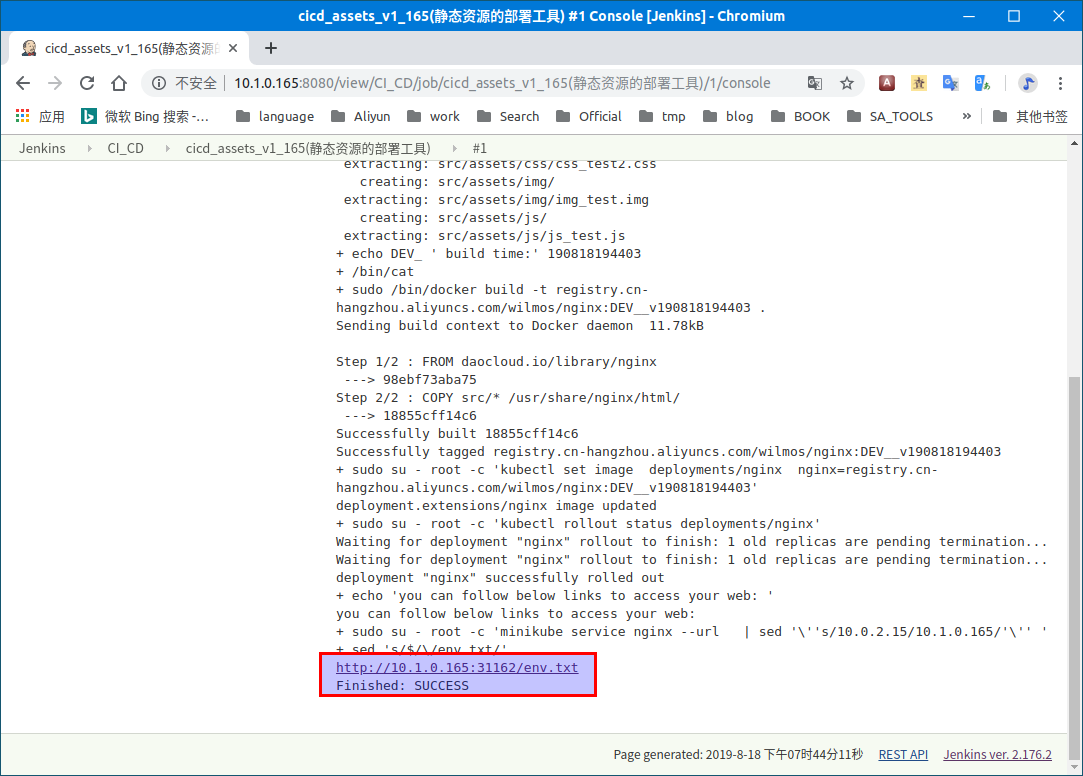 cicd_assets_v1_165(静态资源的部署工具) #1 Console [Jenkins] - Chromium
cicd_assets_v1_165(静态资源的
不安全 10.1.0.165:8080/view/CI_CD/job/cicd_assets_v1_165(静态资源的部署工具)/1/console
应用 微软 Bing 搜索 -... language Aliyun work Search Official tmp blog BOOK SA_TOOLS » 其他书签
Jenkins CI_CD cicd_assets_v1_165(静态资源的部署工具) #1
extracting: src/assets/css/css_test2.css
creating: src/assets/img/
extracting: src/assets/img/img_test.img
creating: src/assets/js/
extracting: src/assets/js/js_test.js
+ echo DEV_ ' build time:' 190818194403
+ /bin/cat
+ sudo /bin/docker build -t registry.cn-
hangzhou.aliyuncs.com/wilmos/nginx:DEV__v190818194403 .
Sending build context to Docker daemon  11.78kB
Step 1/2 : FROM daocloud.io/library/nginx
---> 98ebf73aba75
Step 2/2 : COPY src/* /usr/share/nginx/html/
---> 18855cff14c6
Successfully built 18855cff14c6
Successfully tagged registry.cn-hangzhou.aliyuncs.com/wilmos/nginx:DEV__v190818194403
+ sudo su - root -c 'kubectl set image  deployments/nginx  nginx=registry.cn-
hangzhou.aliyuncs.com/wilmos/nginx:DEV__v190818194403'
deployment.extensions/nginx image updated
+ sudo su - root -c 'kubectl rollout status deployments/nginx'
Waiting for deployment "nginx" rollout to finish: 1 old replicas are pending termination...
Waiting for deployment "nginx" rollout to finish: 1 old replicas are pending termination...
deployment "nginx" successfully rolled out
+ echo 'you can follow below links to access your web: '
you can follow below links to access your web:
+ sudo su - root -c 'minikube service nginx --url   | sed '\''s/10.0.2.15/10.1.0.165/'\'' '
+ sed 's/$/\/env.txt/'
http://10.1.0.165:31162/env.txt
Finished: SUCCESS
Page generated: 2019-8-18 下午07时44分11秒 REST API Jenkins ver. 2.176.2